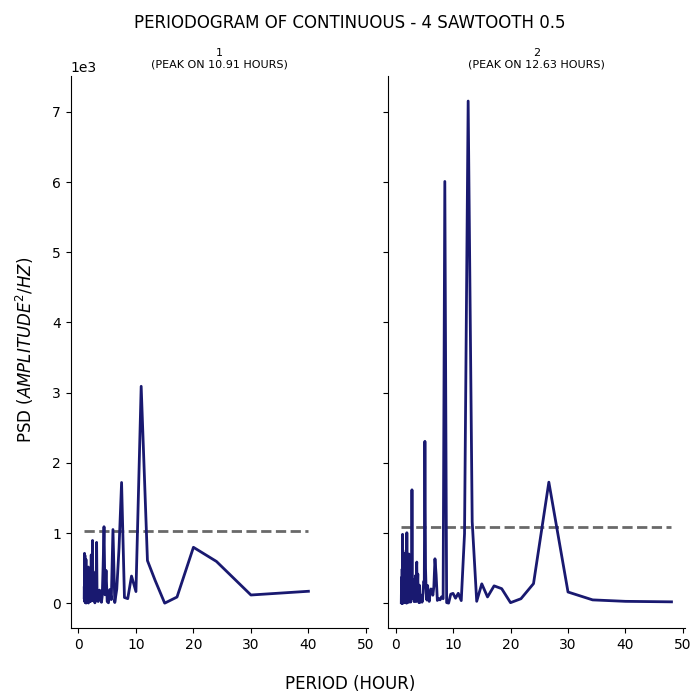 PERIODOGRAM OF CONTINUOUS - 4 SAWTOOTH 0.5
1
(PEAK ON 10.91 HOURS)
2
(PEAK ON 12.63 HOURS)
1e3
7
6
5
4
3
2
1
0
PSD (AMPLITUDE²/HZ)
0 10 20 30 40 50
0 10 20 30 40 50
PERIOD (HOUR)